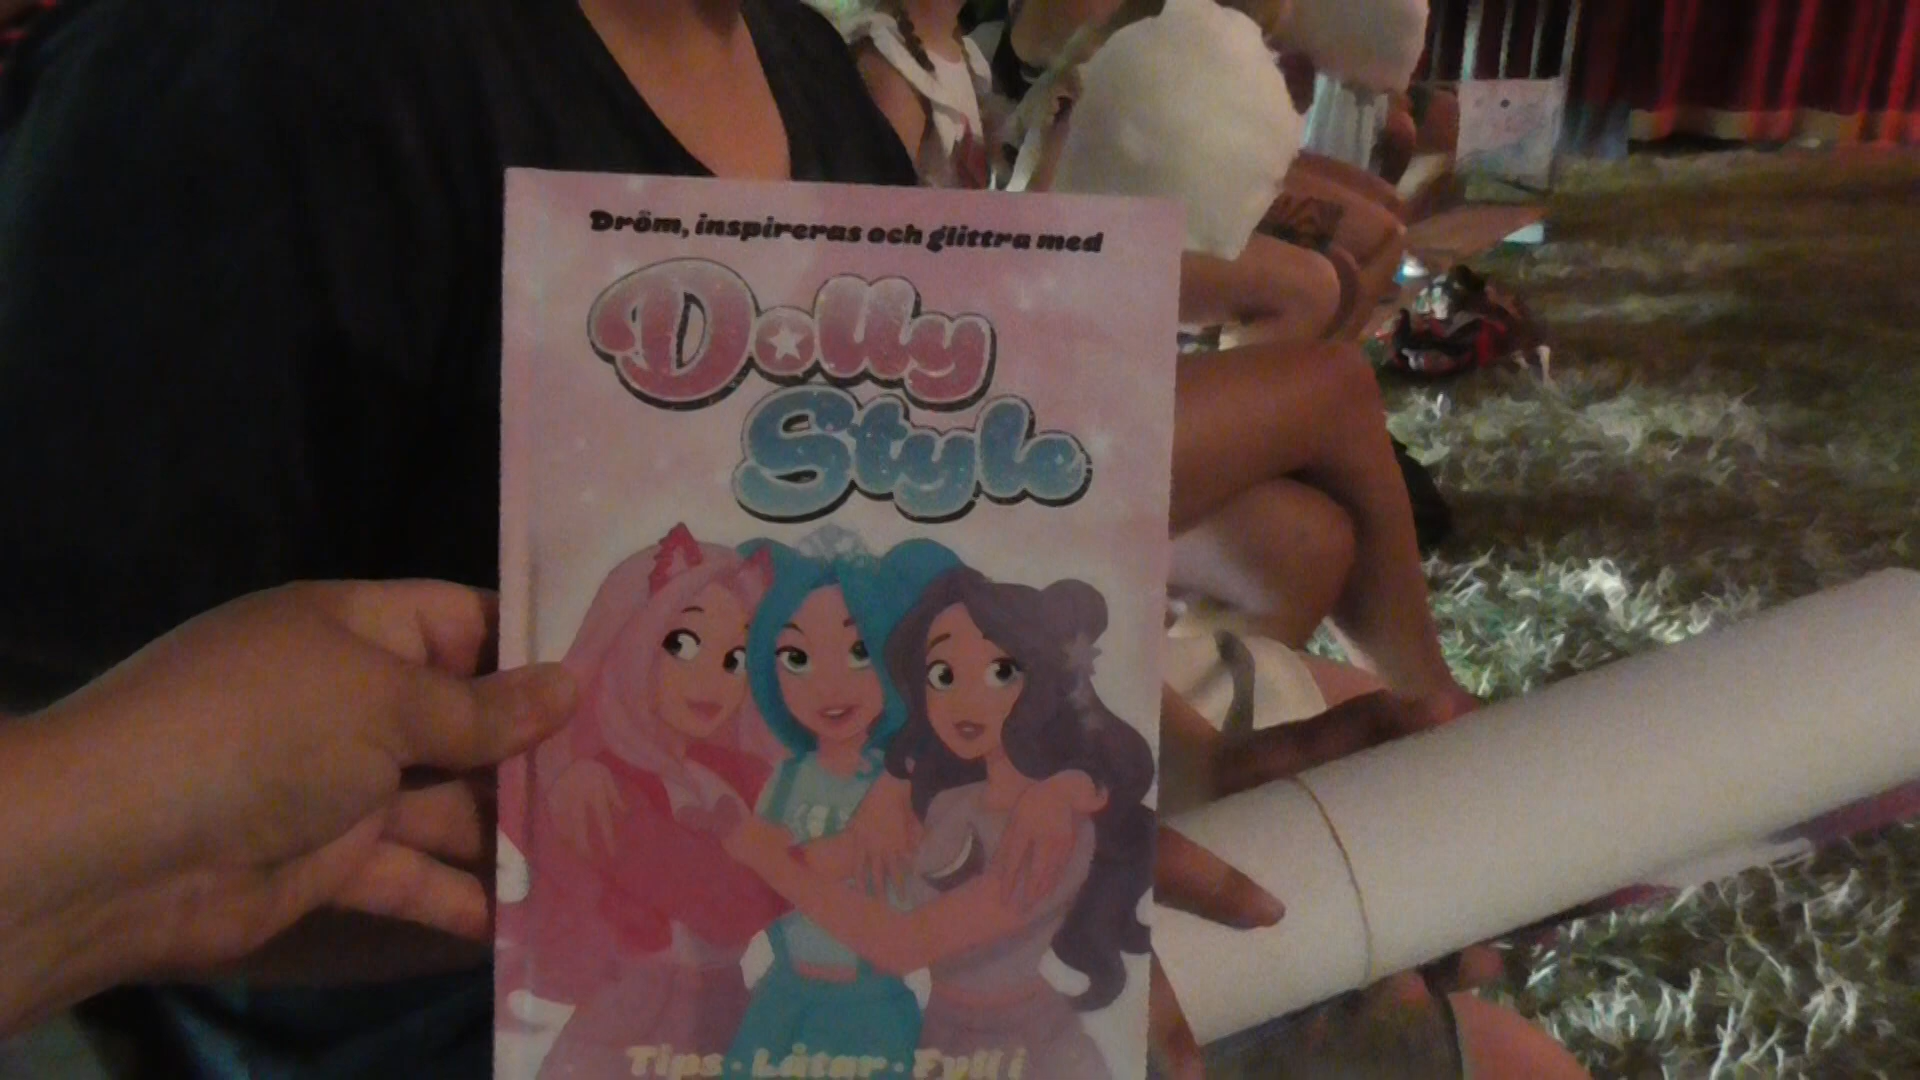 Dröm, inspireras och glittra med
Dolly
Style
Tips · Låtar · Fyll i